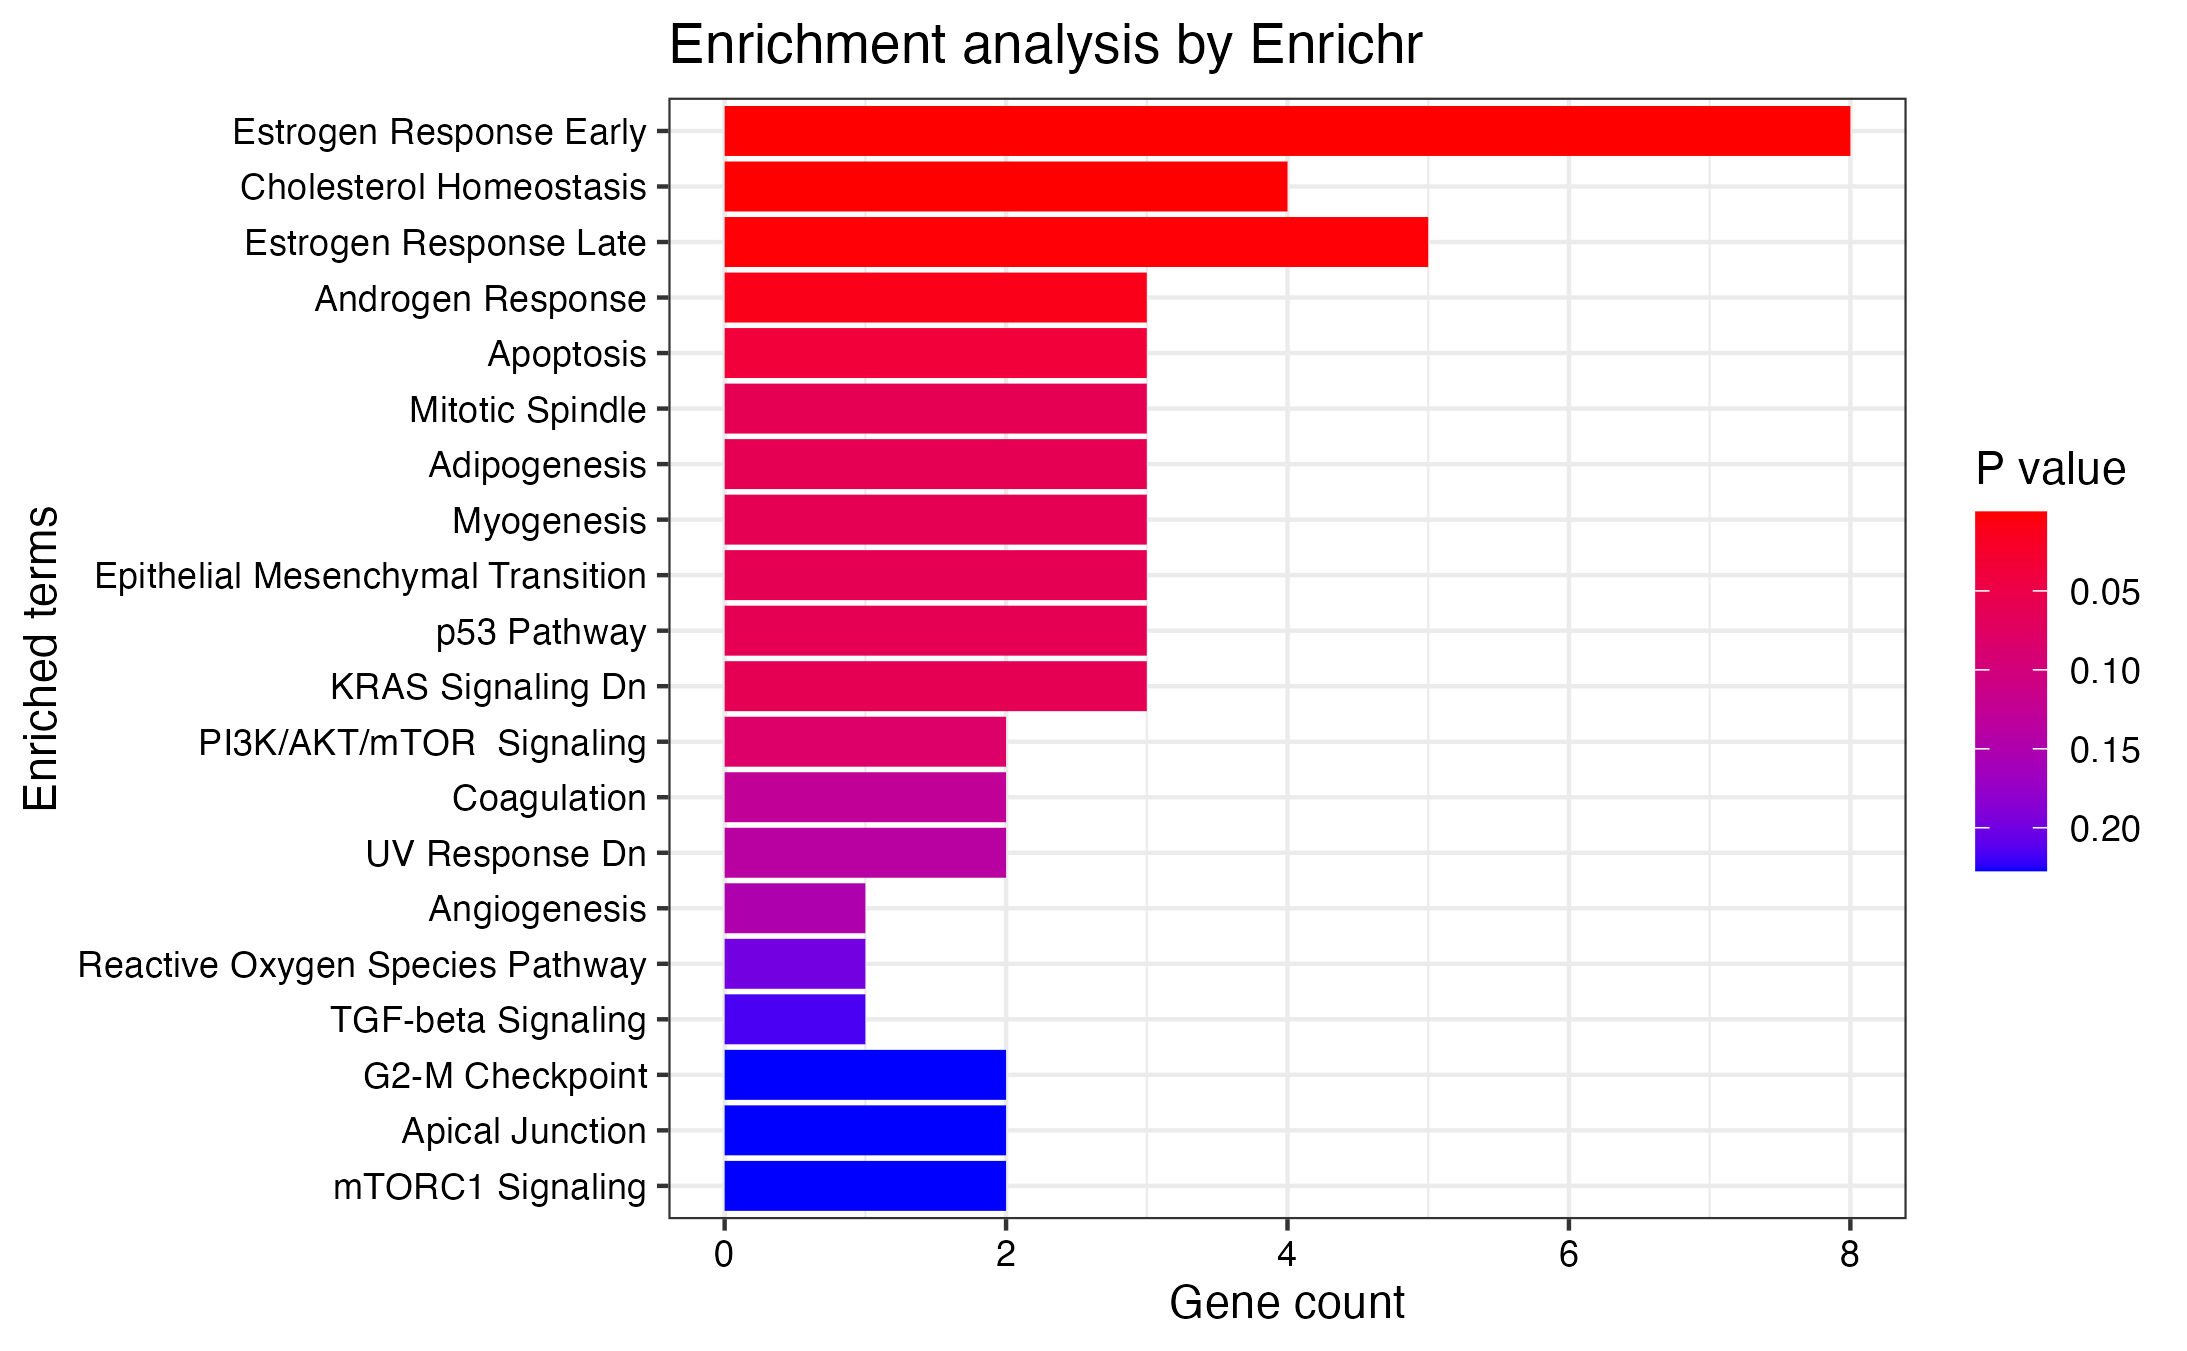 Enrichment analysis by Enrichr
Enriched terms
Estrogen Response Early
Cholesterol Homeostasis
Estrogen Response Late
Androgen Response
Apoptosis
Mitotic Spindle
Adipogenesis
Myogenesis
Epithelial Mesenchymal Transition
p53 Pathway
KRAS Signaling Dn
PI3K/AKT/mTOR  Signaling
Coagulation
UV Response Dn
Angiogenesis
Reactive Oxygen Species Pathway
TGF-beta Signaling
G2-M Checkpoint
Apical Junction
mTORC1 Signaling
0 2 4 6 8
Gene count
P value
0.05
0.10
0.15
0.20